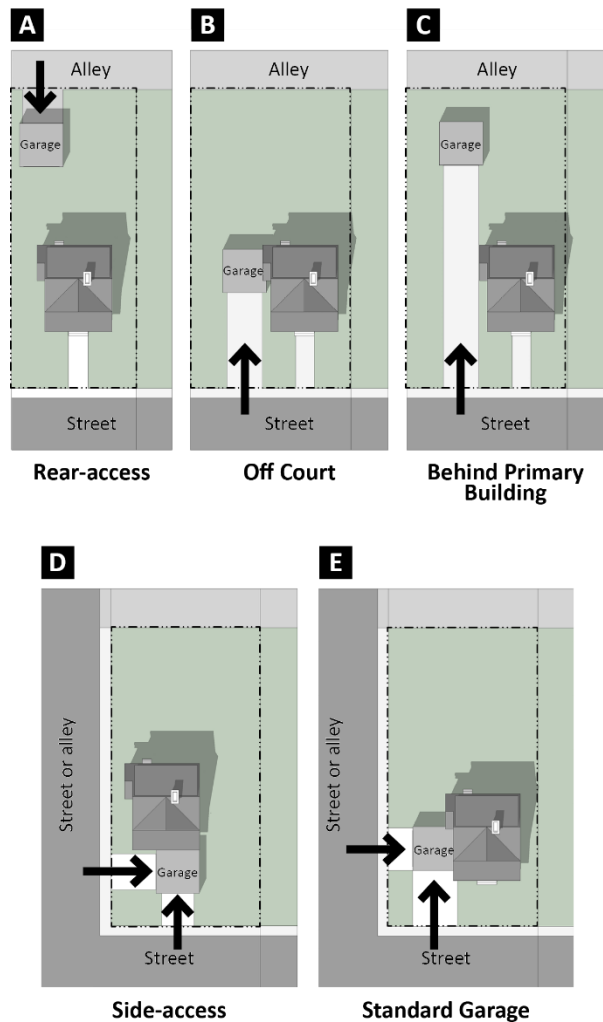 A
B
C
Alley
Alley
Alley
Garage
Garage
Garage
Street
Street
Street
Rear-access
Off Court
Behind Primary
Building
D
E
Street or alley
Street or alley
Garage
Garage
Street
Street
Side-access
Standard Garage